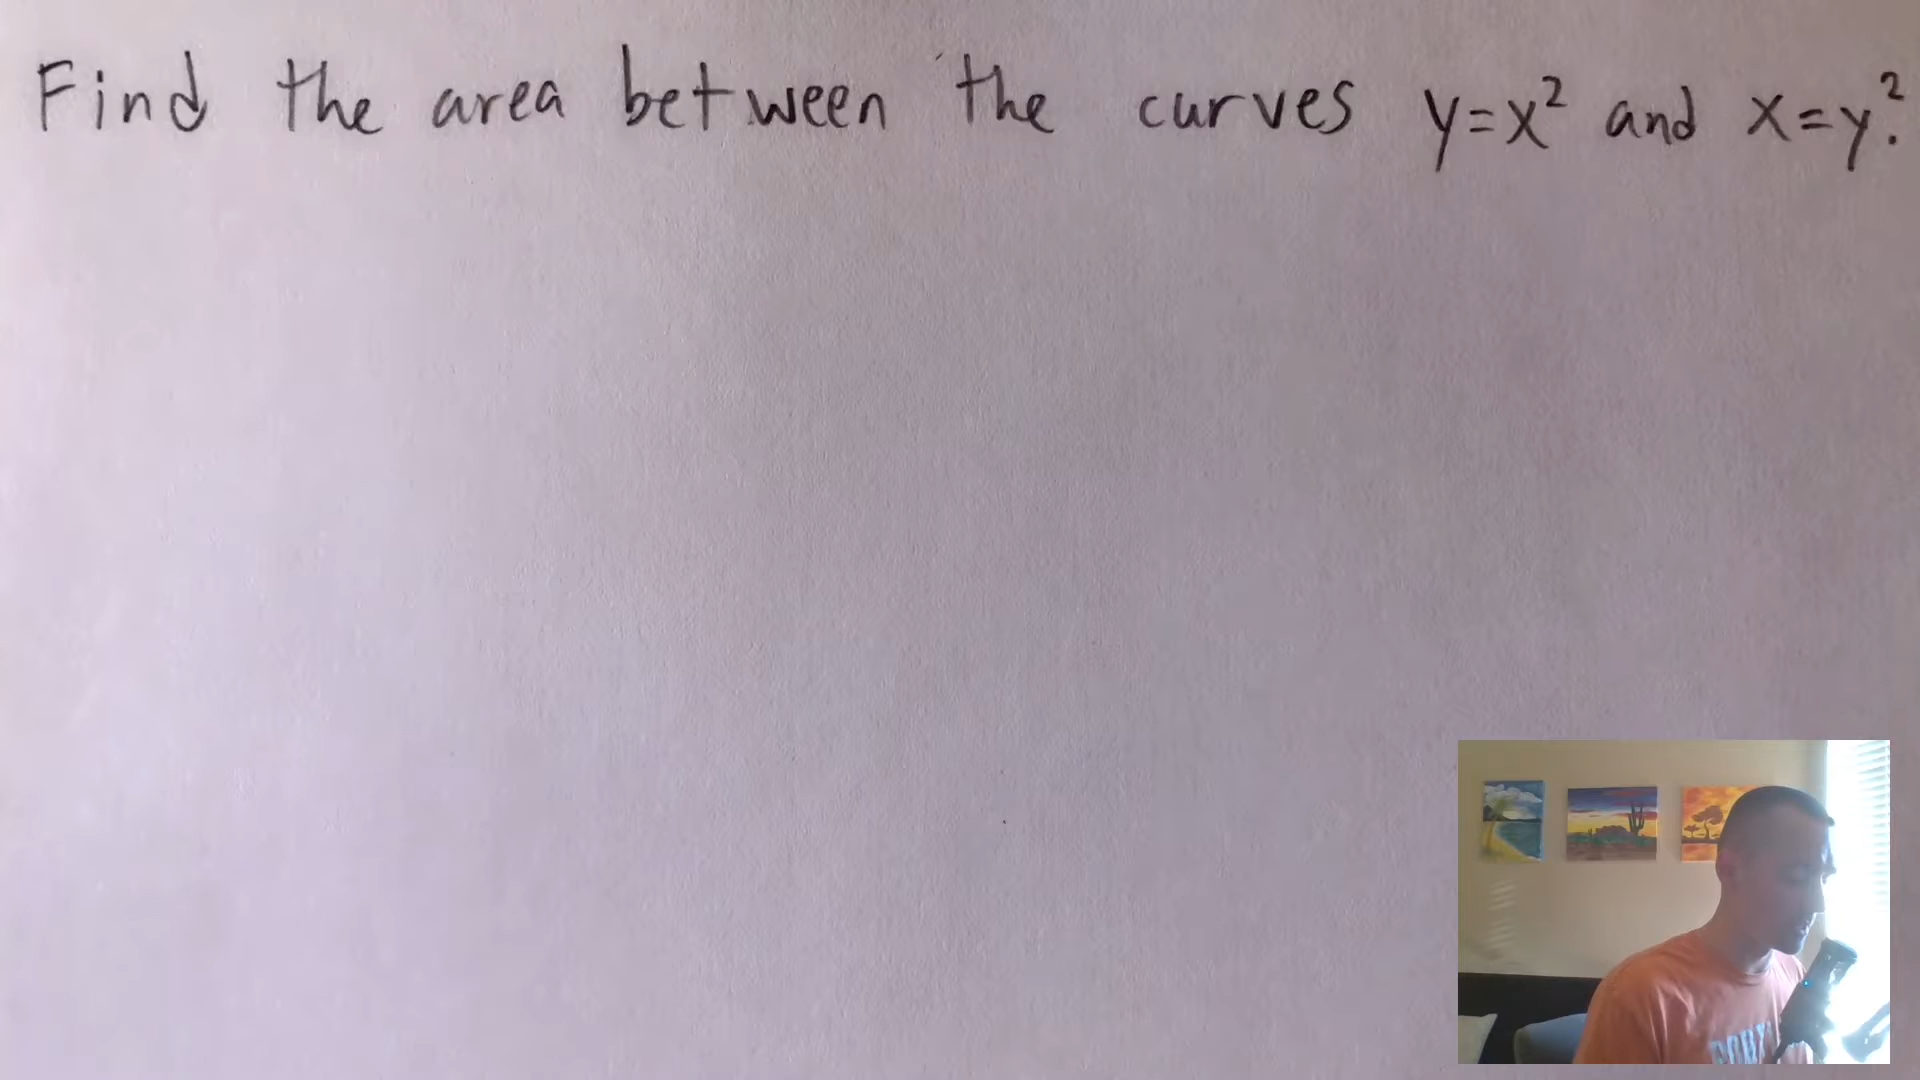 Find the area between the curves y=x² and x=y².